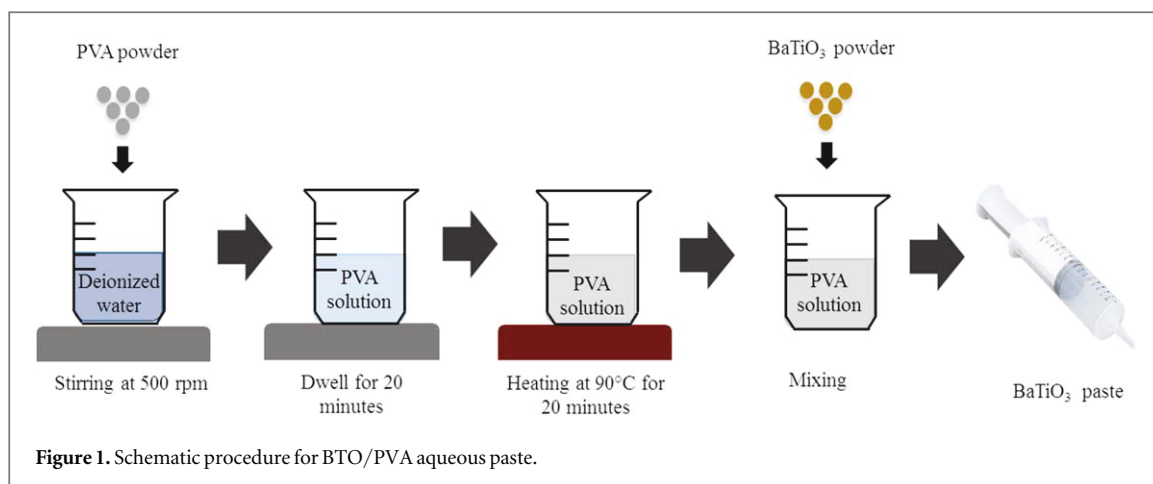 PVA powder
BaTiO₃ powder
Deionized
water
PVA
solution
PVA
solution
PVA
solution
Stirring at 500 rpm
Dwell for 20
minutes
Heating at 90°C for
20 minutes
Mixing
BaTiO₃ paste
Figure 1. Schematic procedure for BTO/PVA aqueous paste.